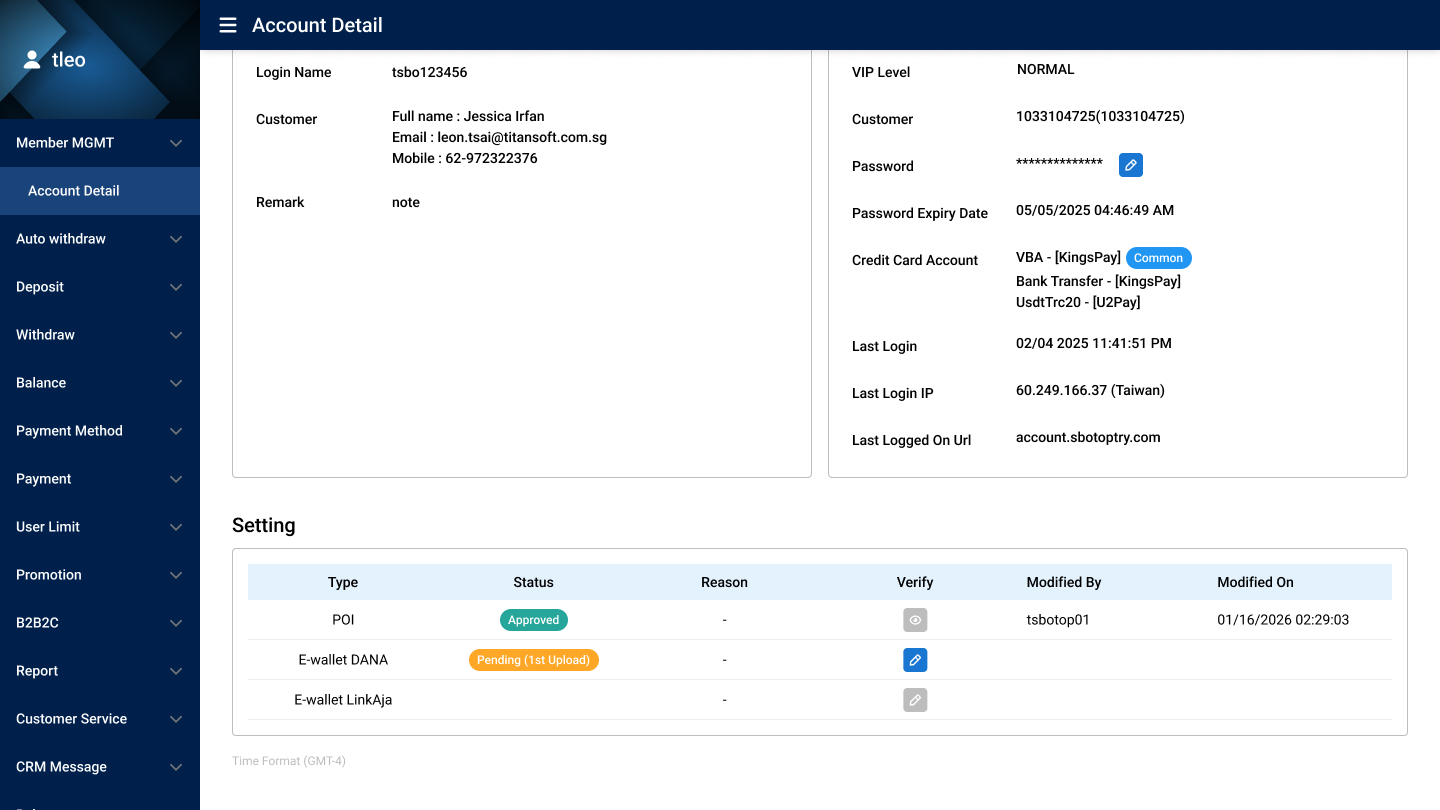 tleo
Account Detail
Member MGMT
Account Detail
Auto withdraw
Deposit
Withdraw
Balance
Payment Method
Payment
User Limit
Promotion
B2B2C
Report
Customer Service
CRM Message
Login Name tsbo123456
Customer Full name : Jessica Irfan
Email : leon.tsai@titansoft.com.sg
Mobile : 62-972322376
Remark note
VIP Level NORMAL
Customer 1033104725(1033104725)
Password **************
Password Expiry Date 05/05/2025 04:46:49 AM
Credit Card Account VBA - [KingsPay] Common
Bank Transfer - [KingsPay]
UsdtTrc20 - [U2Pay]
Last Login 02/04 2025 11:41:51 PM
Last Login IP 60.249.166.37 (Taiwan)
Last Logged On Url account.sbotoptry.com
Setting
Type Status Reason Verify Modified By Modified On
POI Approved - tsbotop01 01/16/2026 02:29:03
E-wallet DANA Pending (1st Upload) -
E-wallet LinkAja -
Time Format (GMT-4)